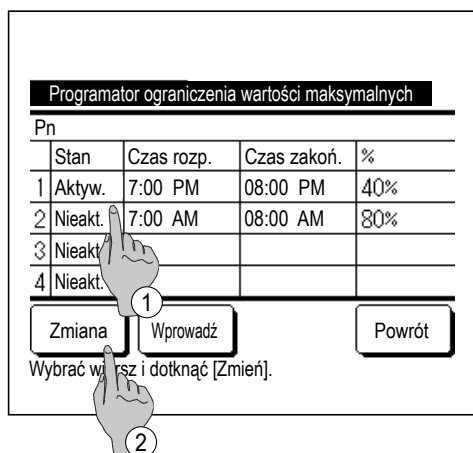 Programator ograniczenia wartości maksymalnych
Pn
Stan Czas rozp. Czas zakoń. %
1 Aktyw. 7:00 PM 08:00 PM 40%
2 Nieakt. 7:00 AM 08:00 AM 80%
3 Nieakt.
4 Nieakt.
1
Zmiana Wprowadź Powrót
Wybrać wiersz i dotknąć [Zmień].
2